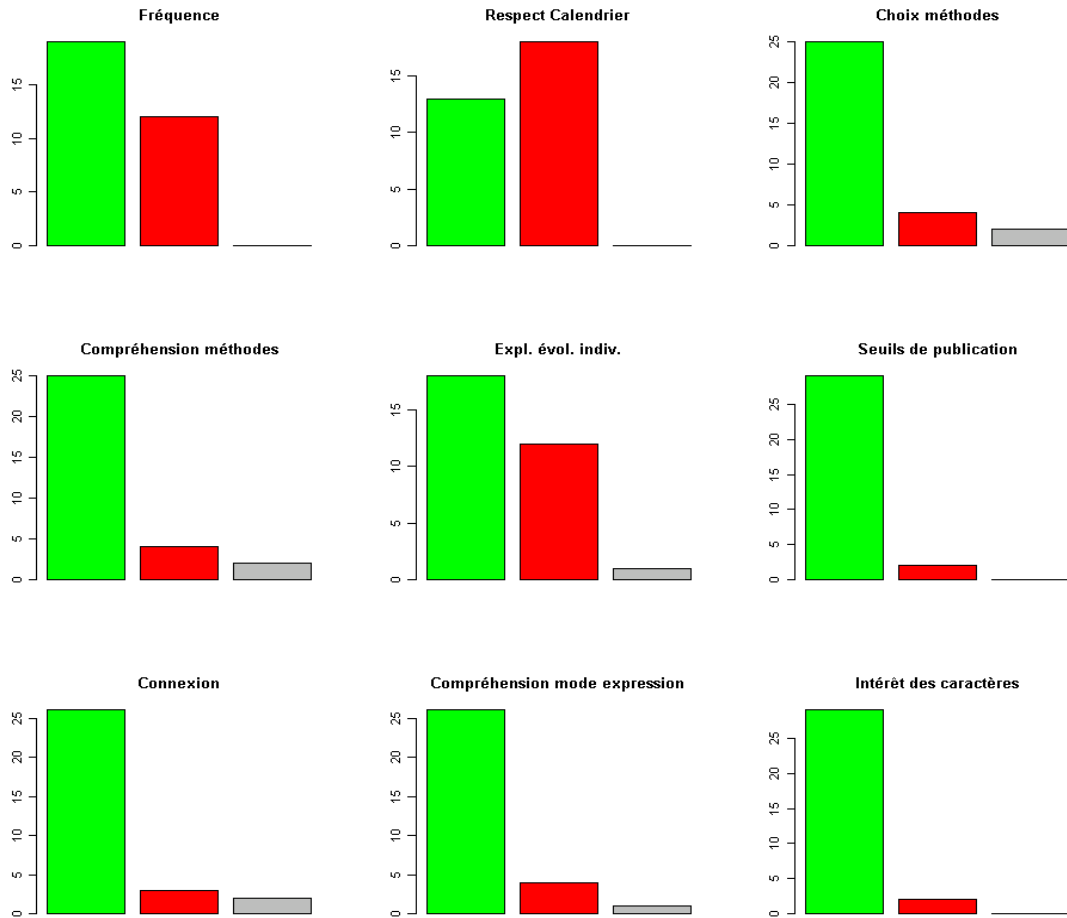 Fréquence
Respect Calendrier
Choix méthodes
0 5 10 15
0 5 10 15
0 5 10 15 20 25
Compréhension méthodes
Expl. évol. indiv.
Seuils de publication
0 5 10 15 20 25
0 5 10 15
0 5 10 15 20 25
Connexion
Compréhension mode expression
Intérêt des caractères
0 5 10 15 20 25
0 5 10 15 20 25
0 5 10 15 20 25